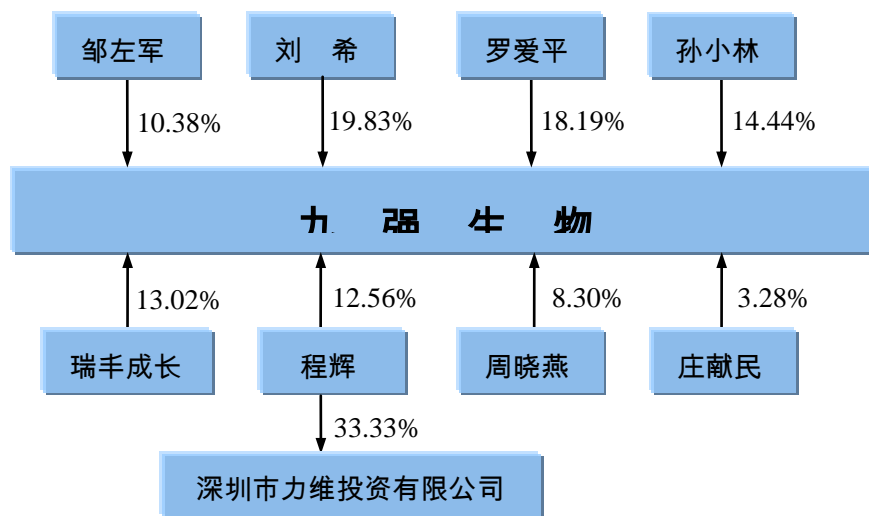 邹左军 刘 希 罗爱平 孙小林
10.38% 19.83% 18.19% 14.44%
九 强 生 物
13.02% 12.56% 8.30% 3.28%
瑞丰成长 程辉 周晓燕 庄献民
33.33%
深圳市力维投资有限公司